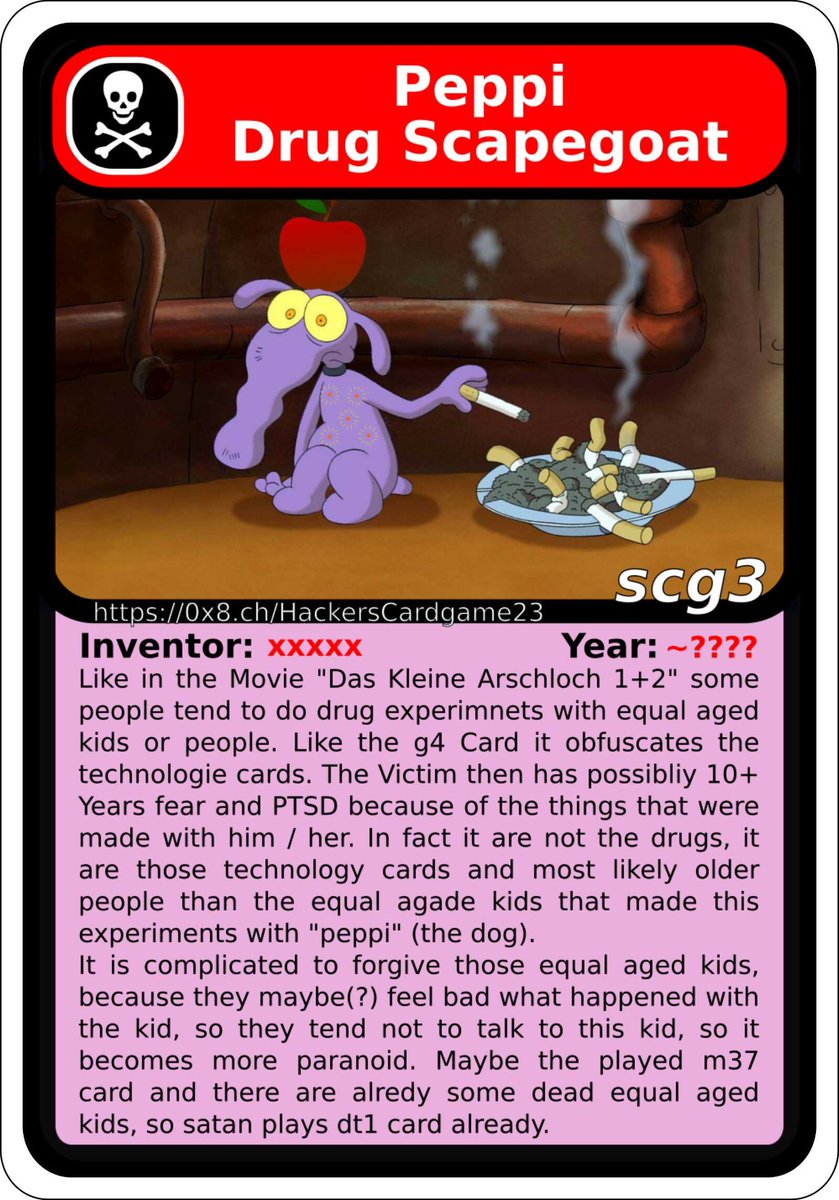 Peppi
Drug Scapegoat
scg3
https://0x8.ch/HackersCardgame23
Inventor: xxxxx Year: ~????
Like in the Movie "Das Kleine Arschloch 1+2" some
people tend to do drug experimnets with equal aged
kids or people. Like the g4 Card it obfuscates the
technologie cards. The Victim then has possibliy 10+
Years fear and PTSD because of the things that were
made with him / her. In fact it are not the drugs, it
are those technology cards and most likely older
people than the equal agade kids that made this
experiments with "peppi" (the dog).
It is complicated to forgive those equal aged kids,
because they maybe(?) feel bad what happened with
the kid, so they tend not to talk to this kid, so it
becomes more paranoid. Maybe the played m37
card and there are alredy some dead equal aged
kids, so satan plays dt1 card already.